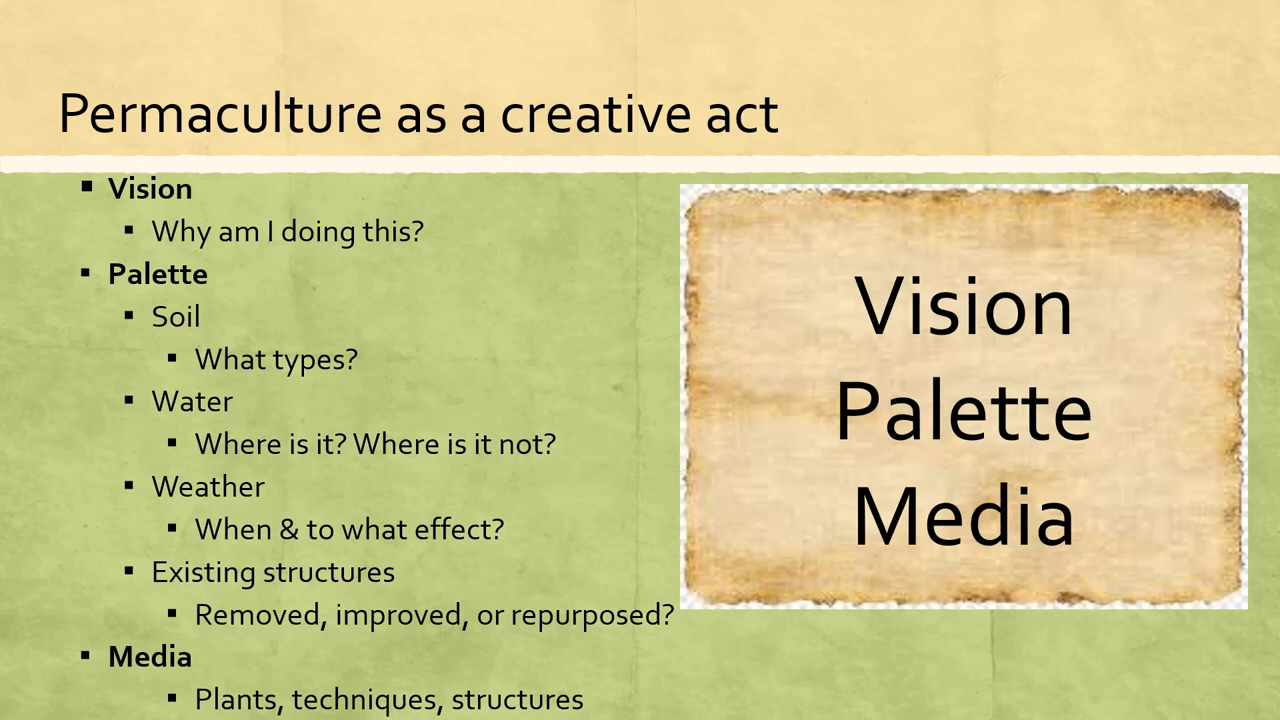 Permaculture as a creative act
▪ Vision
▪ Why am I doing this?
▪ Palette
▪ Soil
▪ What types?
▪ Water
▪ Where is it? Where is it not?
▪ Weather
▪ When & to what effect?
▪ Existing structures
▪ Removed, improved, or repurposed?
▪ Media
▪ Plants, techniques, structures
Vision
Palette
Media